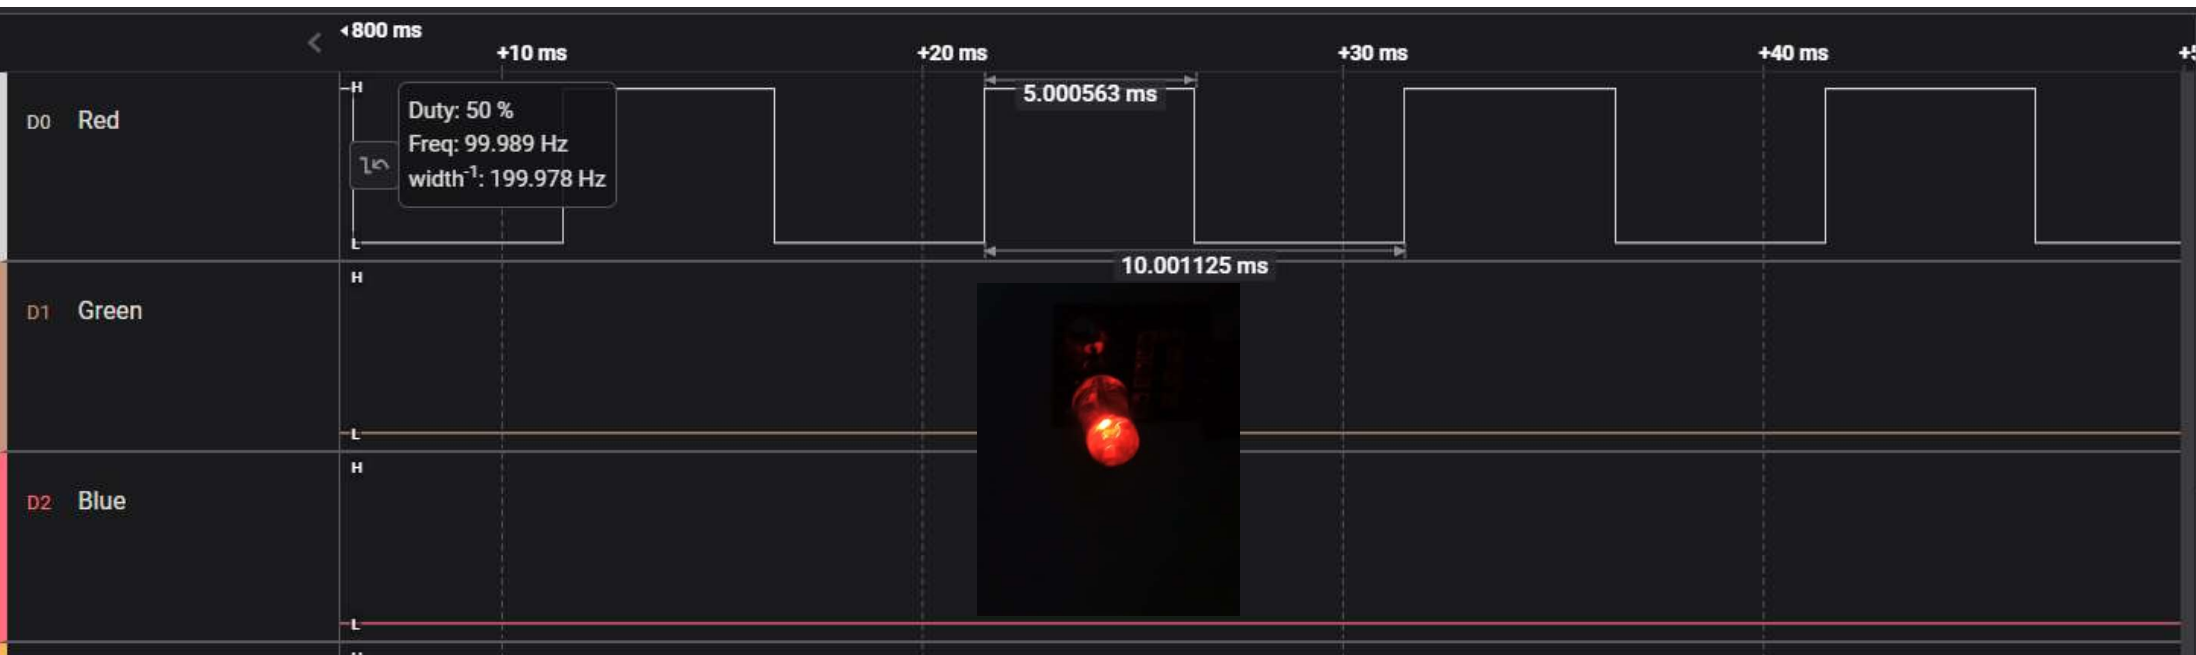 800 ms
+10 ms
+20 ms
+30 ms
+40 ms
D0 Red
H
Duty: 50 %
Freq: 99.989 Hz
width-1: 199.978 Hz
L
5.000563 ms
10.001125 ms
D1 Green
H
L
D2 Blue
H
L